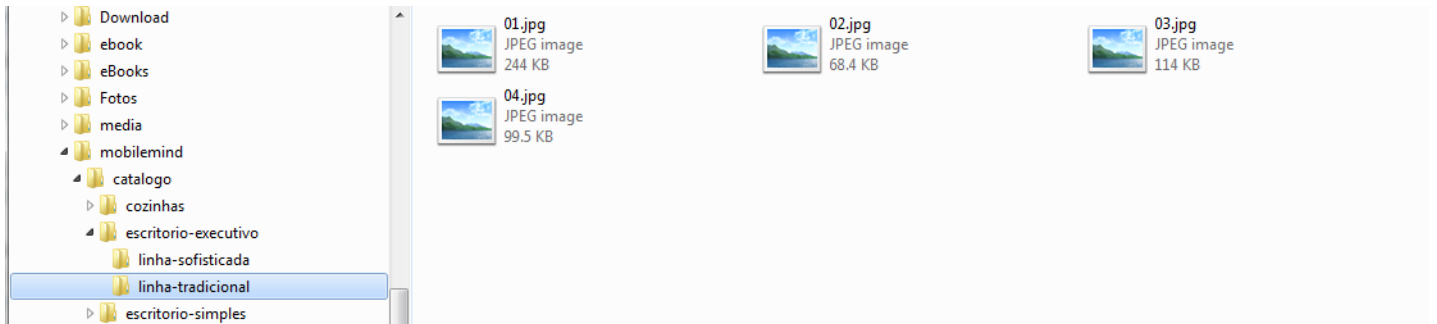 Download
ebook
eBooks
Fotos
media
mobilemind
catalogo
cozinhas
escritorio-executivo
linha-sofisticada
linha-tradicional
escritorio-simples
01.jpg
JPEG image
244 KB
02.jpg
JPEG image
68.4 KB
03.jpg
JPEG image
114 KB
04.jpg
JPEG image
99.5 KB